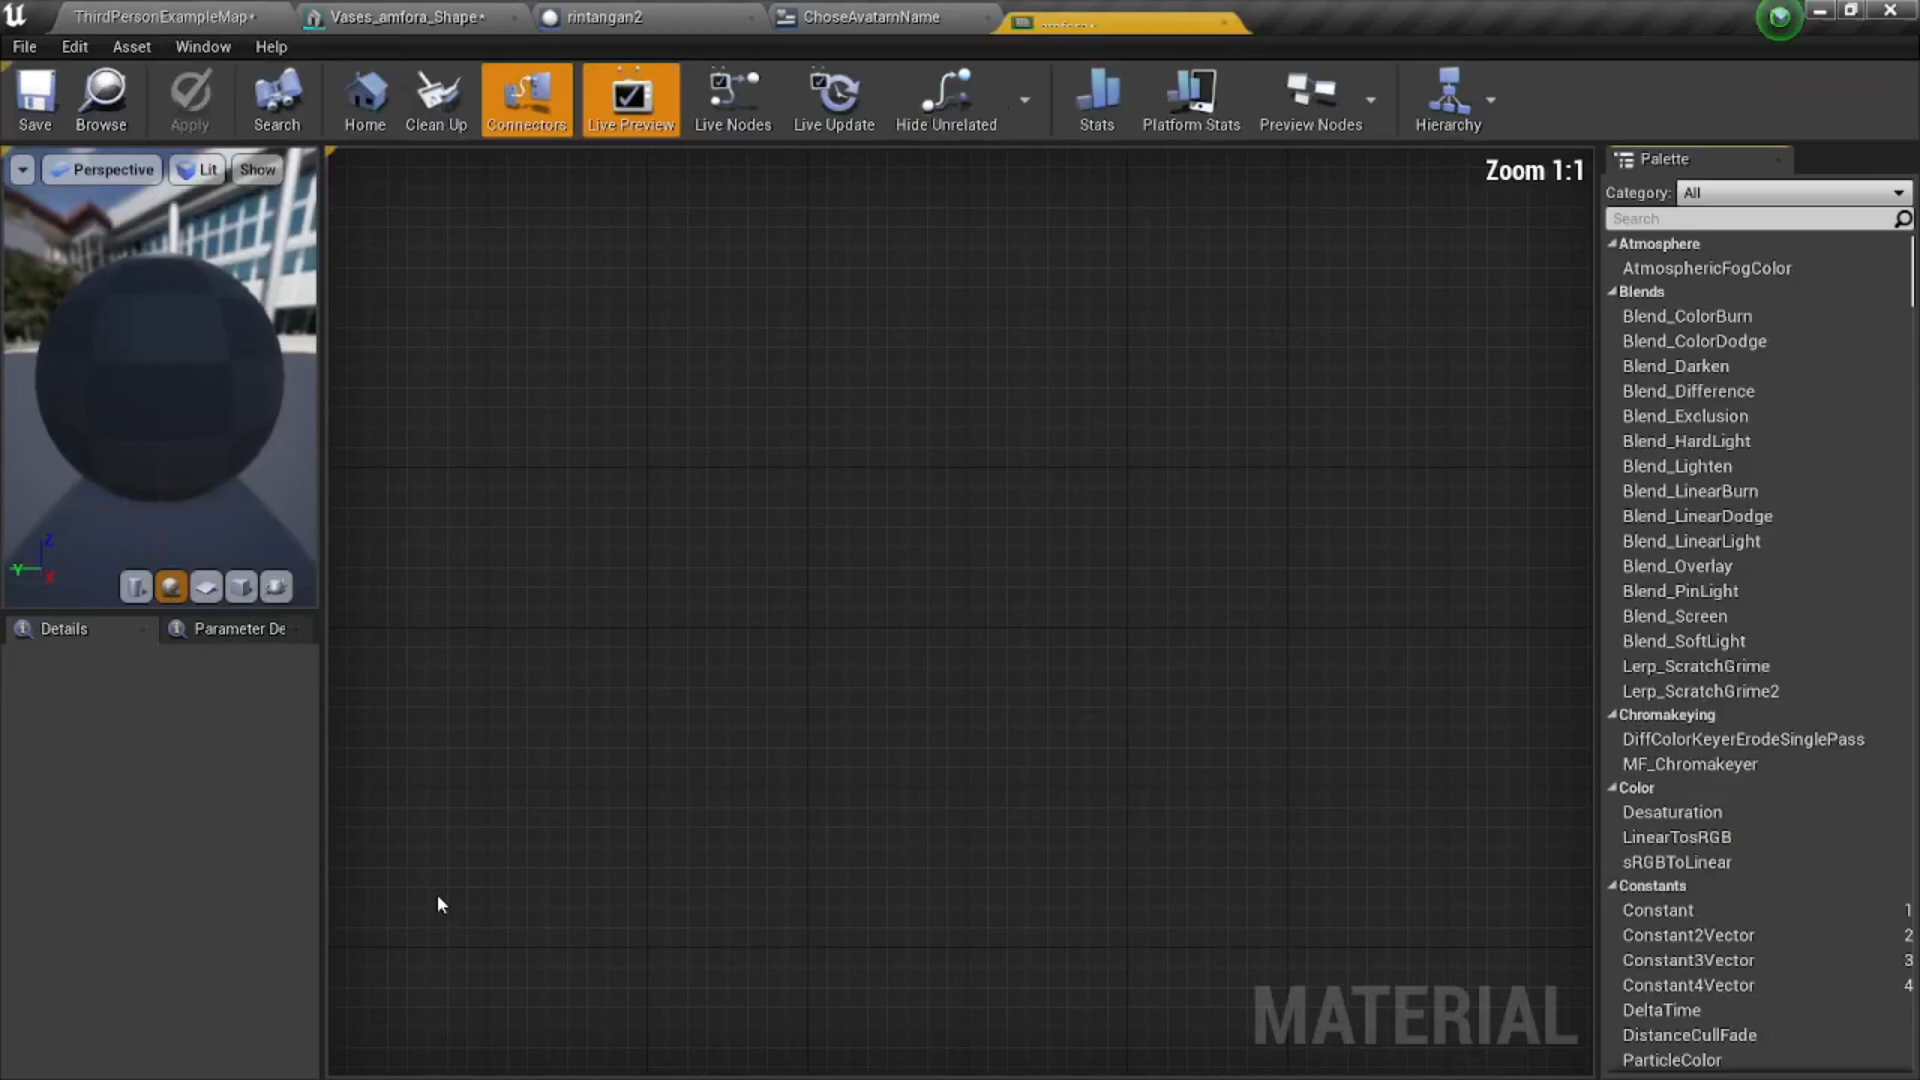 ThirdPersonExampleMap*
Vases_amfora_Shape*
rintangan2
ChoseAvatarnName
File
Edit
Asset
Window
Help
Save
Browse
Apply
Search
Home
Clean Up
Connectors
Live Preview
Live Nodes
Live Update
Hide Unrelated
Stats
Platform Stats
Preview Nodes
Hierarchy
Perspective
Lit
Show
Zoom 1:1
Z
Y
X
Details
Parameter De
MATERIAL
Palette
Category:
All
Search
Atmosphere
AtmosphericFogColor
Blends
Blend_ColorBurn
Blend_ColorDodge
Blend_Darken
Blend_Difference
Blend_Exclusion
Blend_HardLight
Blend_Lighten
Blend_LinearBurn
Blend_LinearDodge
Blend_LinearLight
Blend_Overlay
Blend_PinLight
Blend_Screen
Blend_SoftLight
Lerp_ScratchGrime
Lerp_ScratchGrime2
Chromakeying
DiffColorKeyerErodeSinglePass
MF_Chromakeyer
Color
Desaturation
LinearTosRGB
sRGBToLinear
Constants
Constant 1
Constant2Vector 2
Constant3Vector 3
Constant4Vector 4
DeltaTime
DistanceCullFade
ParticleColor